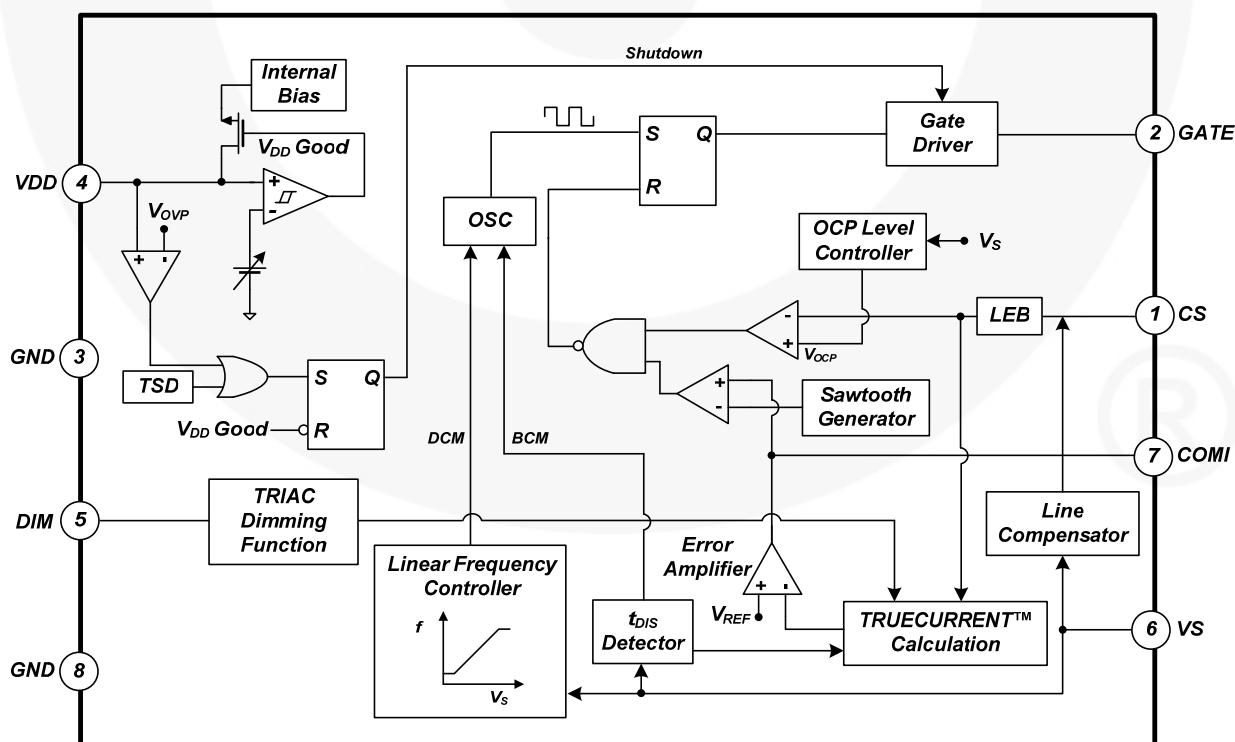 Shutdown
Internal
Bias
VDD Good
S
Q
R
Gate
Driver
2
GATE
VDD
4
+
-
VOVP
+
-
OSC
OCP Level
Controller
VS
LEB
1
CS
-
+
VOCP
GND
3
TSD
S
Q
R
VDD Good
+
-
Sawtooth
Generator
DCM
BCM
7
COMI
DIM
5
TRIAC
Dimming
Function
Line
Compensator
Linear Frequency
Controller
f
VS
Error
Amplifier
+
-
VREF
tDIS
Detector
TRUECURRENT™
Calculation
6
VS
GND
8
®